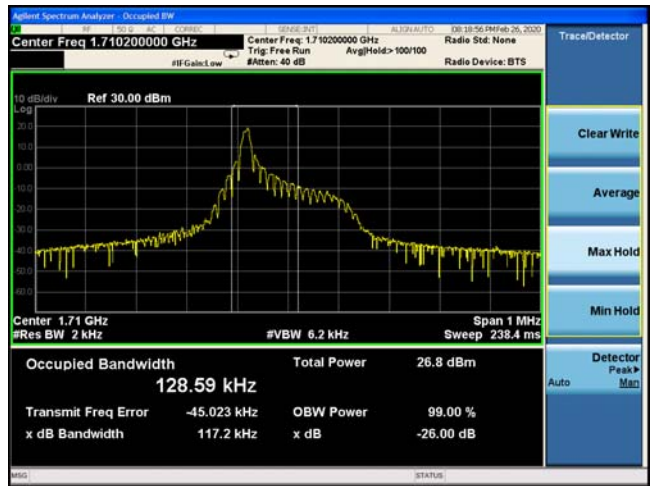 Agilent Spectrum Analyzer - Occupied BW
RF 50 Ω AC CORREC SENSE:INT ALIGN AUTO 08:18:56 PM Feb 26, 2020
Center Freq 1.710200000 GHz Center Freq: 1.710200000 GHz Radio Std: None Trace/Detector
Trig: Free Run Avg|Hold:>100/100
#IFGain:Low #Atten: 40 dB Radio Device: BTS
10 dB/div Ref 30.00 dBm
Log
20.0
10.0
0.00
-10.0
-20.0
-30.0
-40.0
-50.0
-60.0
Clear Write
Average
Max Hold
Min Hold
Center 1.71 GHz Span 1 MHz
#Res BW 2 kHz #VBW 6.2 kHz Sweep 238.4 ms
Occupied Bandwidth Total Power 26.8 dBm
128.59 kHz
Transmit Freq Error -45.023 kHz OBW Power 99.00 %
x dB Bandwidth 117.2 kHz x dB -26.00 dB
Detector
Peak▶
Auto Man
MSG STATUS